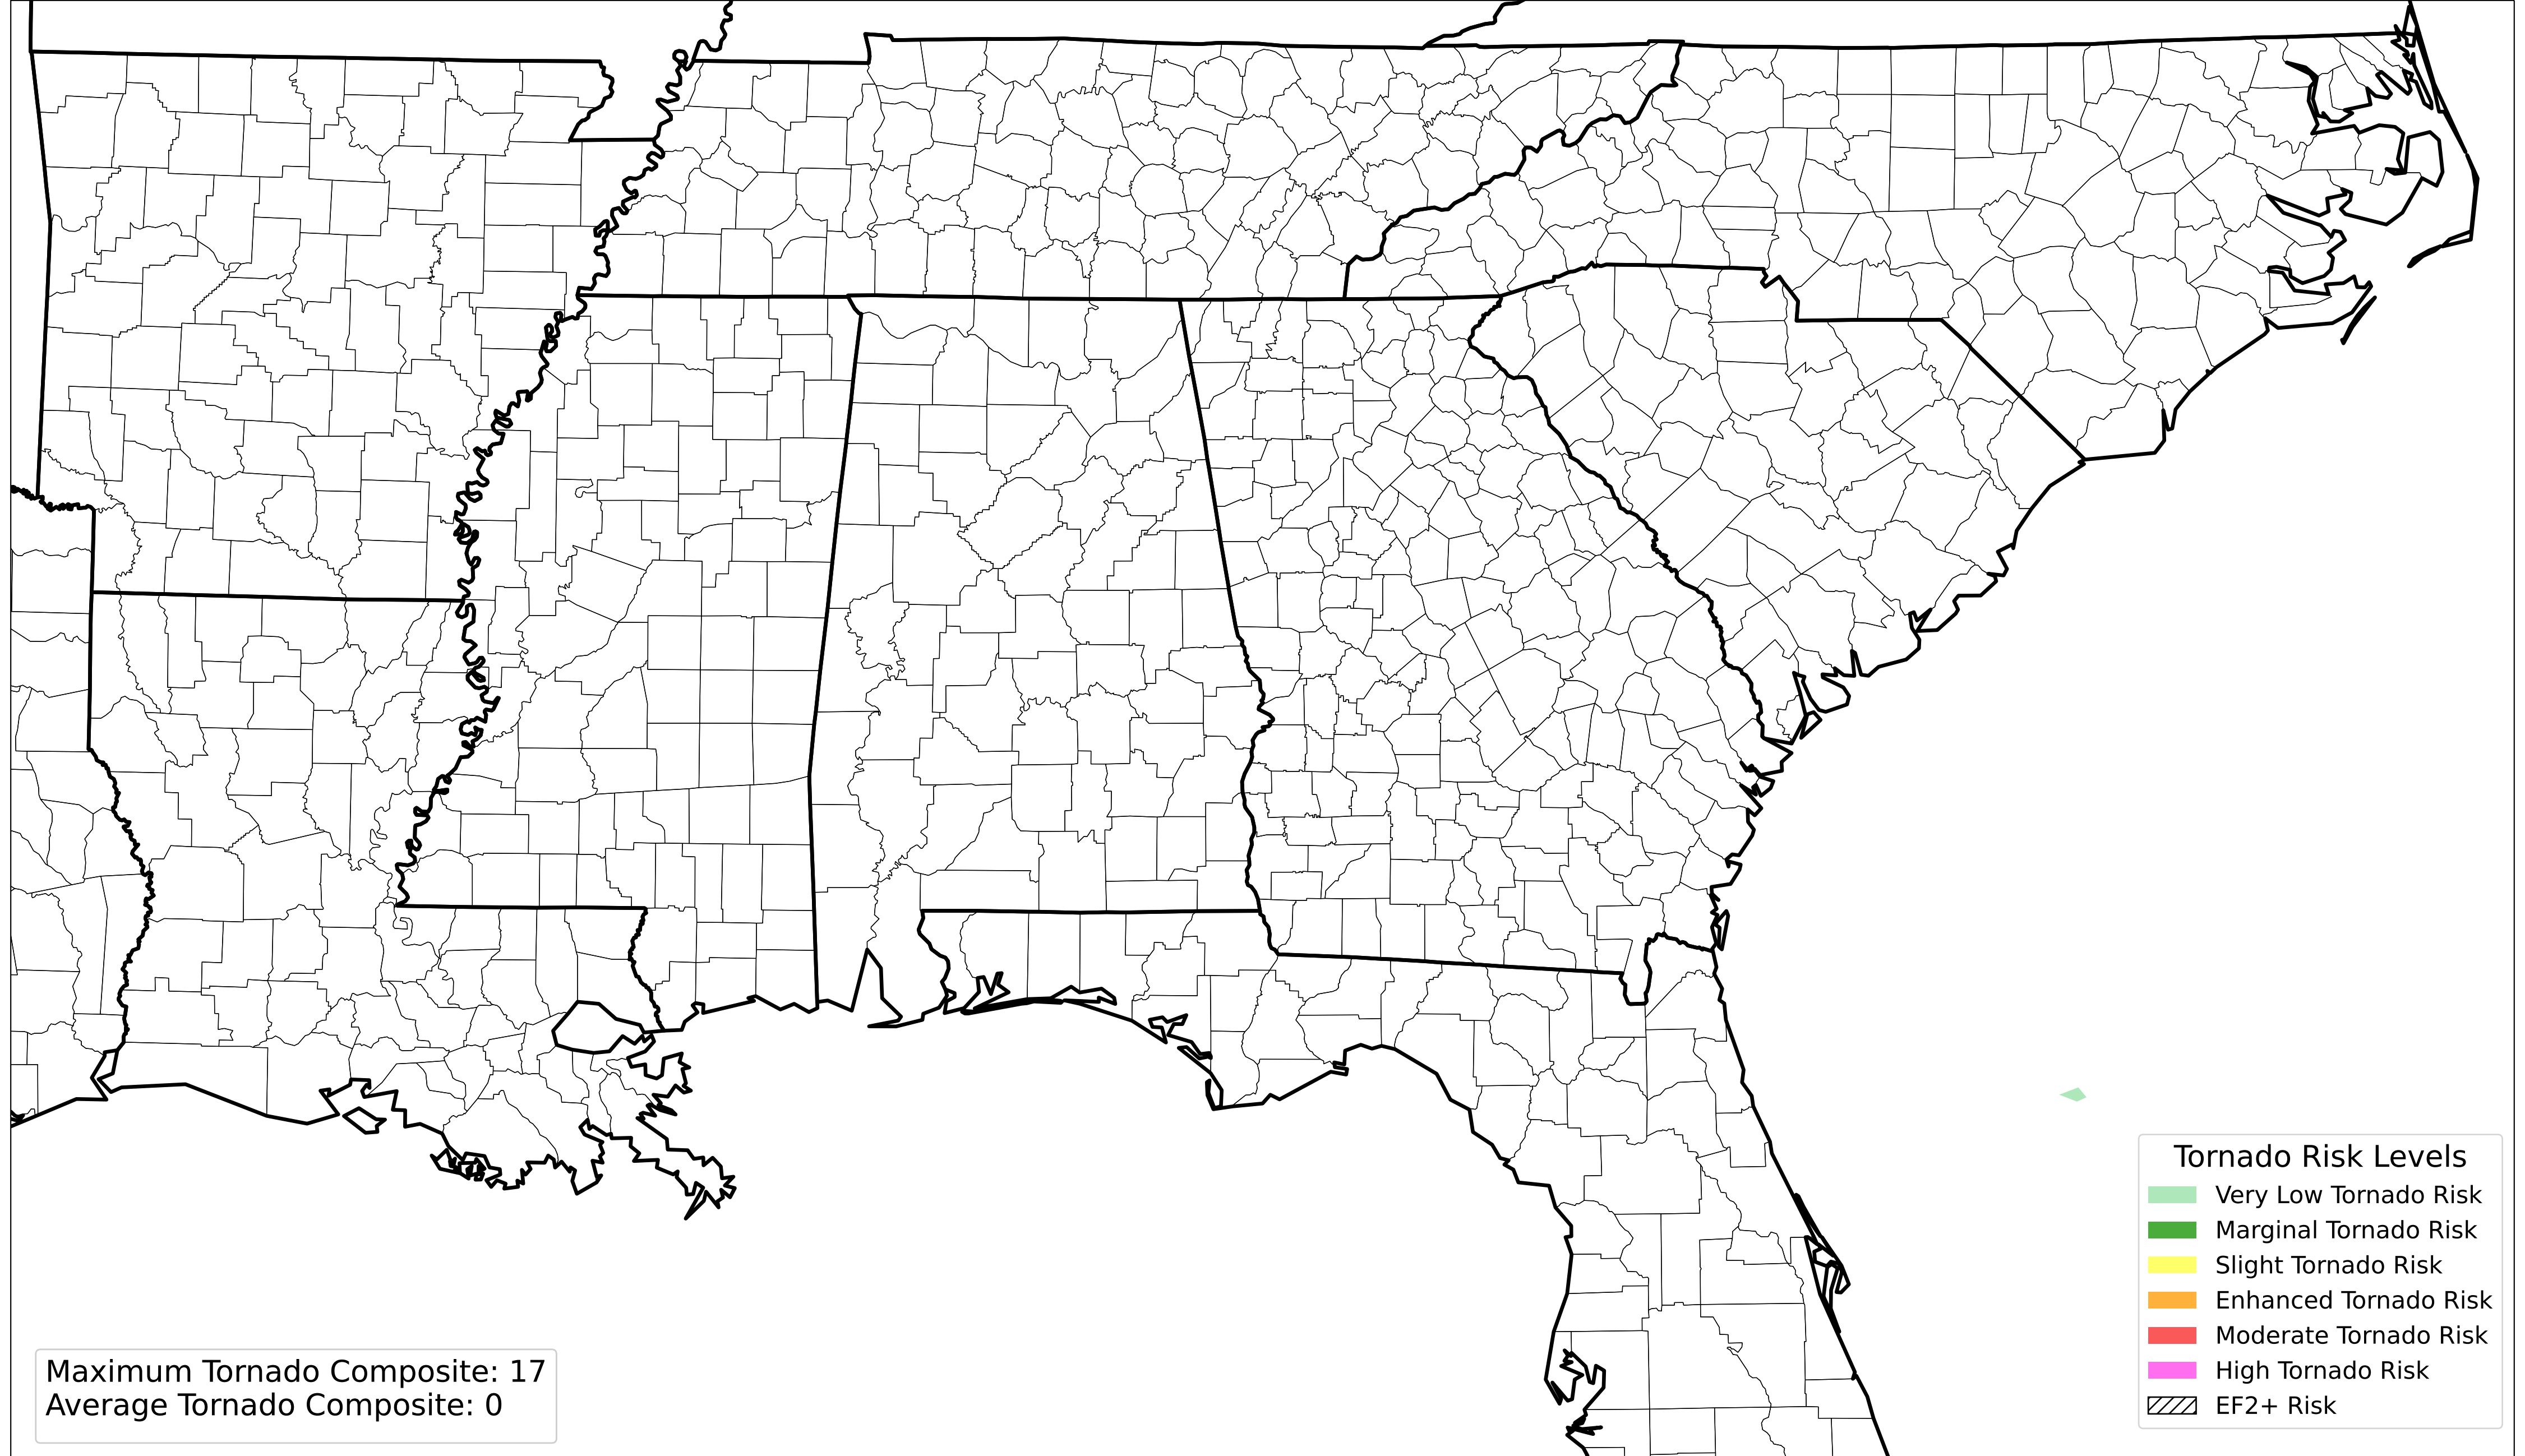 Tornado Risk Levels
Very Low Tornado Risk
Marginal Tornado Risk
Slight Tornado Risk
Enhanced Tornado Risk
Moderate Tornado Risk
High Tornado Risk
EF2+ Risk
Maximum Tornado Composite: 17
Average Tornado Composite: 0